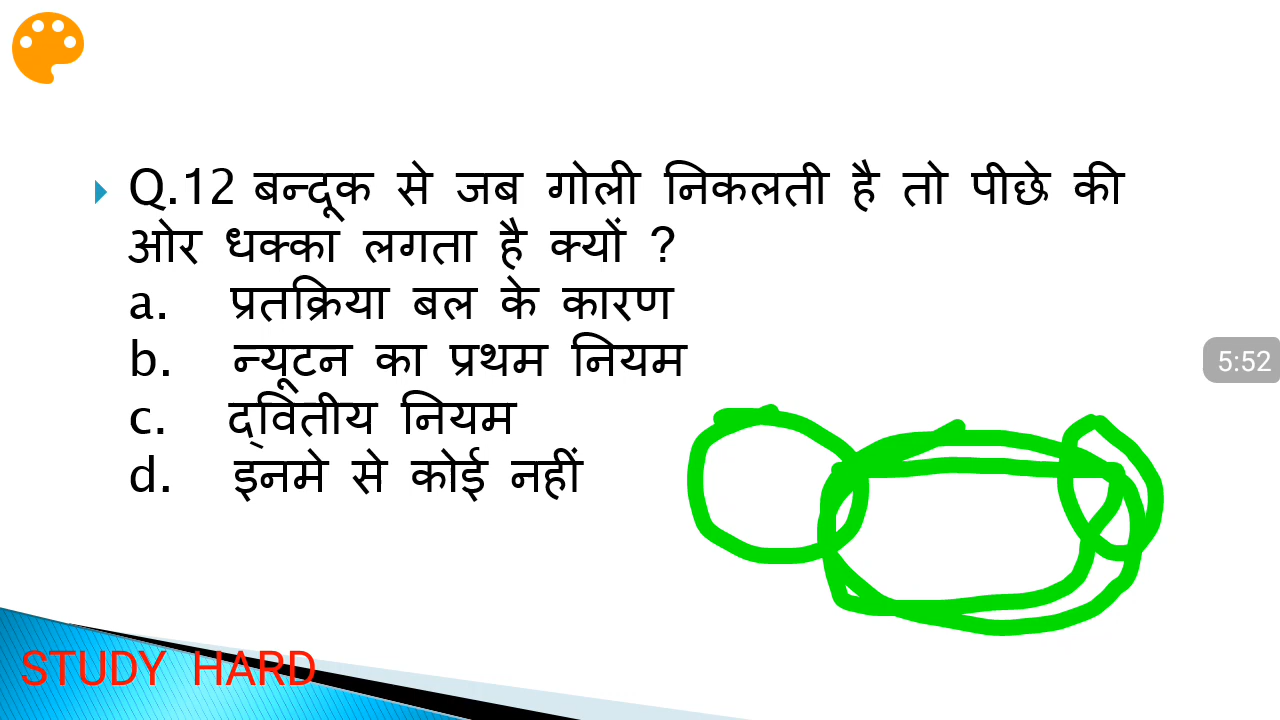 Q.12 बन्दूक से जब गोली निकलती है तो पीछे की
ओर धक्का लगता है क्यों ?
a. प्रतक्रिया बल के कारण
b. न्यूटन का प्रथम नियम
c. द्वितीय नियम
d. इनमे से कोई नहीं
5:52
STUDY HARD